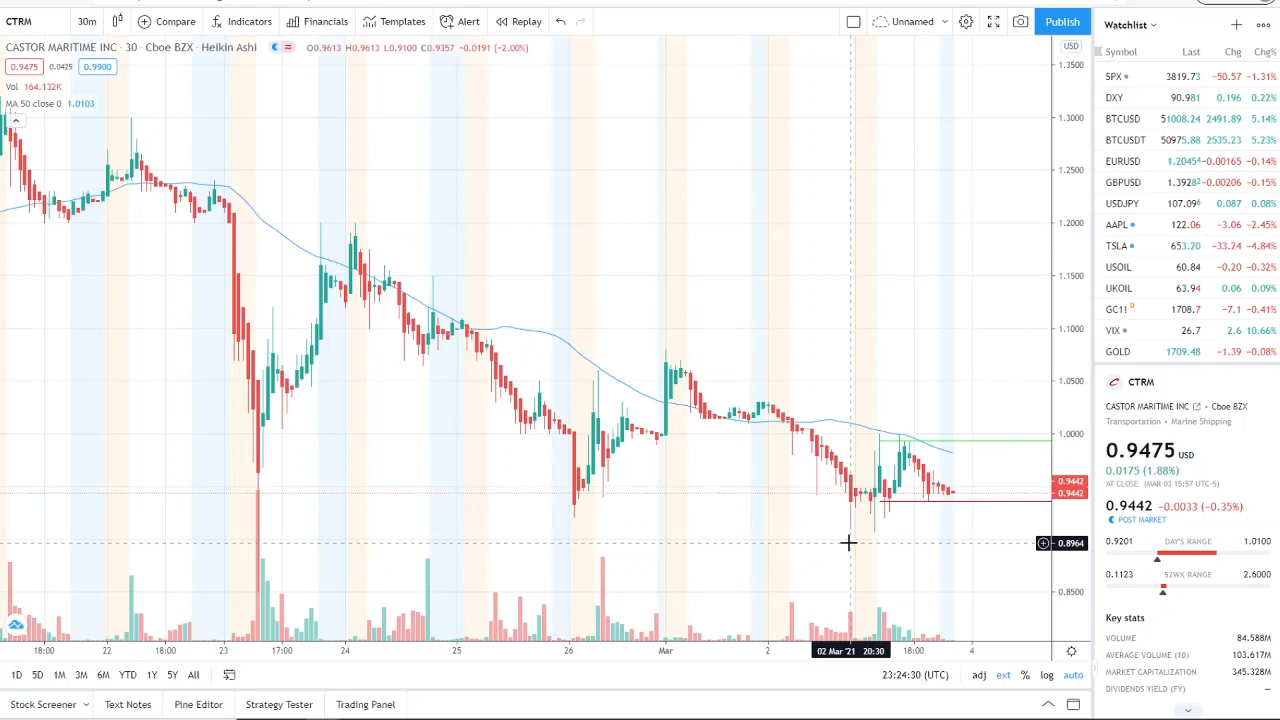 CTRM 30m Compare Indicators Financials Templates Alert Replay Unnamed Publish
CASTOR MARITIME INC · 30 · Cboe BZX · Heikin Ashi O0.9613 H0.9613 L0.9100 C0.9357 -0.0191 (-2.00%)
0.9475 0.0425 0.9900
Vol 164.132K
MA 50 close 0 1.0103
USD
1.3500
1.3000
1.2500
1.2000
1.1500
1.1000
1.0500
1.0000
0.9442
0.9442
0.8964
0.8500
18:00 22 18:00 23 17:00 24 25 26 Mar 2 02 Mar '21 20:30 18:00 4
1D 5D 1M 3M 6M YTD 1Y 5Y All 23:24:30 (UTC) adj ext % log auto
Stock Screener Text Notes Pine Editor Strategy Tester Trading Panel
Watchlist
Symbol Last Chg Chg%
SPX 3819.73 −50.57 −1.31%
DXY 90.981 0.196 0.22%
BTCUSD 51008.24 2491.89 5.14%
BTCUSDT 50975.88 2535.23 5.23%
EURUSD 1.20454 −0.00165 −0.14%
GBPUSD 1.39282 −0.00206 −0.15%
USDJPY 107.096 0.087 0.08%
AAPL 122.06 −3.06 −2.45%
TSLA 653.20 −33.24 −4.84%
USOIL 60.84 −0.20 −0.32%
UKOIL 63.94 0.06 0.09%
GC1! D 1708.7 −7.1 −0.41%
VIX 26.7 2.6 10.66%
GOLD 1709.48 −1.39 −0.08%
CTRM
CASTOR MARITIME INC · Cboe BZX
Transportation · Marine Shipping
0.9475 USD
0.0175 (1.88%)
AT CLOSE (MAR 03 15:57 UTC-5)
0.9442 −0.0033 (−0.35%)
POST MARKET
0.9201 DAY'S RANGE 1.0100
0.1123 52WK RANGE 2.6000
Key stats
VOLUME 84.588M
AVERAGE VOLUME (10) 103.617M
MARKET CAPITALIZATION 345.328M
DIVIDENDS YIELD (FY) —